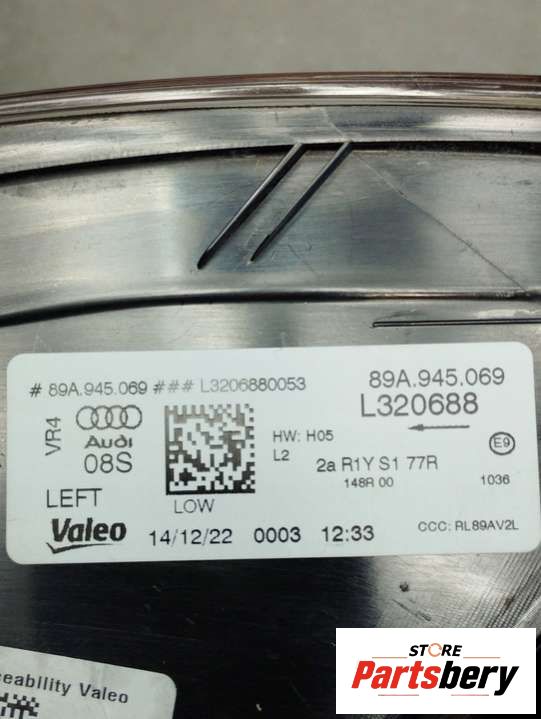 # 89A.945.069 ### L3206880053
89A.945.069
L320688
VR4
Audi
08S
HW: H05
L2
2a R1Y S1 77R
148R 00
E9
1036
LEFT
LOW
Valeo
14/12/22 0003 12:33
CCC: RL89AV2L
ceability Valeo
STORE
Partsbery